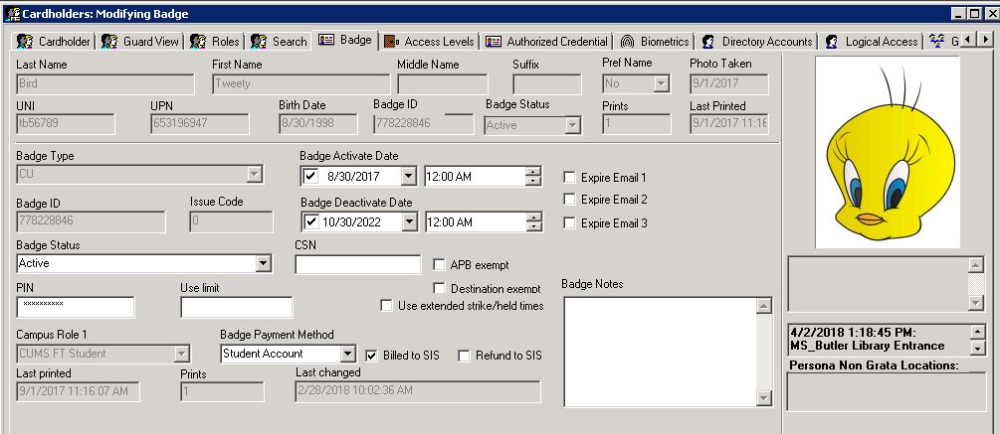 Cardholders: Modifying Badge
Cardholder Guard View Roles Search Badge Access Levels Authorized Credential Biometrics Directory Accounts Logical Access G
Last Name First Name Middle Name Suffix Pref Name Photo Taken
Bird Tweety No 9/1/2017
UNI UPN Birth Date Badge ID Badge Status Prints Last Printed
tb56789 653196947 8/30/1998 778228846 Active 1 9/1/2017 11:16
Badge Type Badge Activate Date
CU 8/30/2017 12:00 AM Expire Email 1
Badge ID Issue Code Badge Deactivate Date Expire Email 2
778228846 0 10/30/2022 12:00 AM Expire Email 3
Badge Status CSN
Active APB exempt
PIN Use limit Destination exempt Badge Notes
********** Use extended strike/held times
Campus Role 1 Badge Payment Method
CUMS FT Student Student Account Billed to SIS Refund to SIS
Last printed Prints Last changed
9/1/2017 11:16:07 AM 1 2/28/2018 10:02:36 AM
4/2/2018 1:18:45 PM:
MS_Butler Library Entrance
Persona Non Grata Locations: